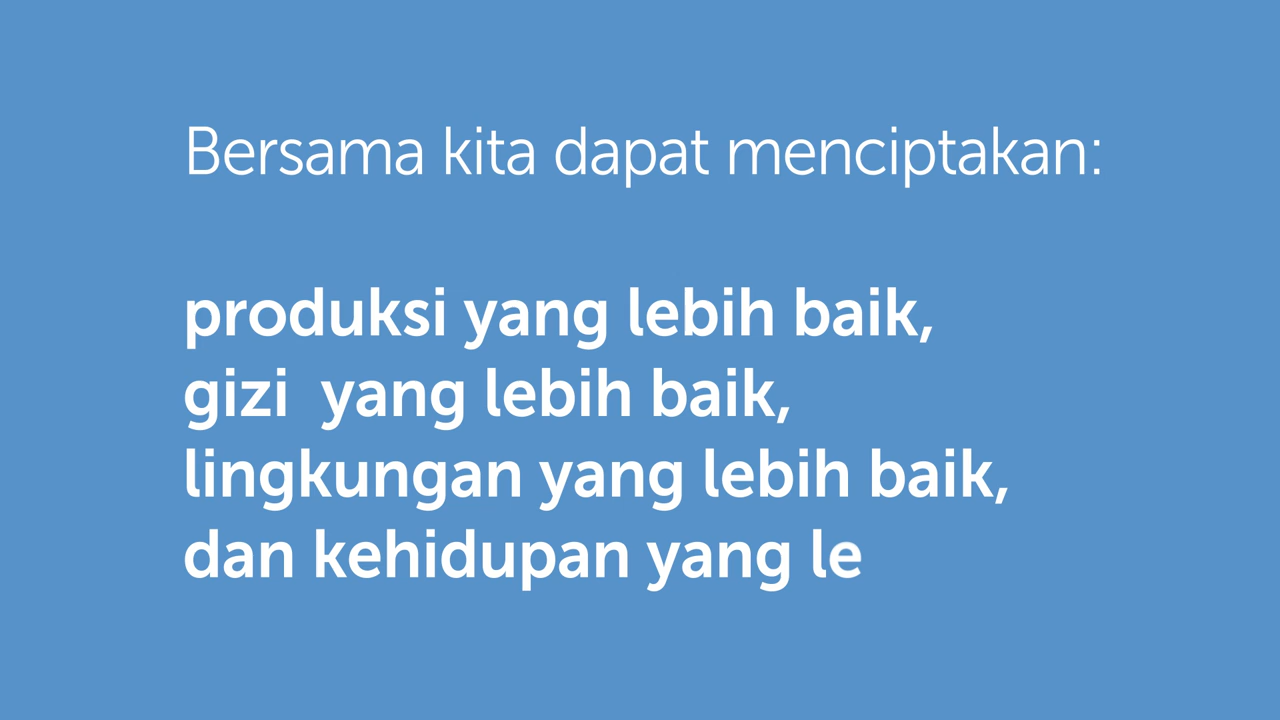 Bersama kita dapat menciptakan:
produksi yang lebih baik,
gizi  yang lebih baik,
lingkungan yang lebih baik,
dan kehidupan yang le